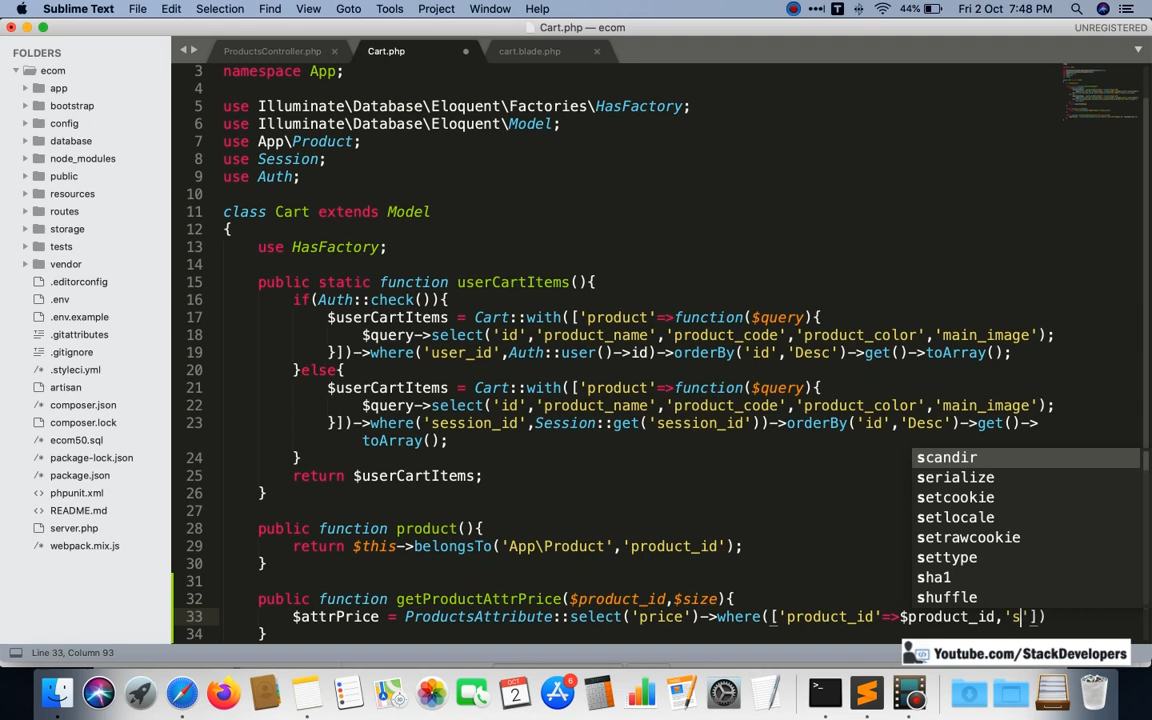 Sublime Text File Edit Selection Find View Goto Tools Project Window Help 44% Fri 2 Oct 7:48 PM
Cart.php — ecom UNREGISTERED
FOLDERS
ecom
app
bootstrap
config
database
node_modules
public
resources
routes
storage
tests
vendor
.editorconfig
.env
.env.example
.gitattributes
.gitignore
.styleci.yml
artisan
composer.json
composer.lock
ecom50.sql
package-lock.json
package.json
phpunit.xml
README.md
server.php
webpack.mix.js
ProductsController.php Cart.php cart.blade.php
3 namespace App;
4
5 use Illuminate\Database\Eloquent\Factories\HasFactory;
6 use Illuminate\Database\Eloquent\Model;
7 use App\Product;
8 use Session;
9 use Auth;
10
11 class Cart extends Model
12 {
13 use HasFactory;
14
15 public static function userCartItems(){
16 if(Auth::check()){
17 $userCartItems = Cart::with(['product'=>function($query){
18 $query->select('id','product_name','product_code','product_color','main_image');
19 }])->where('user_id',Auth::user()->id)->orderBy('id','Desc')->get()->toArray();
20 }else{
21 $userCartItems = Cart::with(['product'=>function($query){
22 $query->select('id','product_name','product_code','product_color','main_image');
23 }])->where('session_id',Session::get('session_id'))->orderBy('id','Desc')->get()->
toArray();
24 }
25 return $userCartItems;
26 }
27
28 public function product(){
29 return $this->belongsTo('App\Product','product_id');
30 }
31
32 public function getProductAttrPrice($product_id,$size){
33 $attrPrice = ProductsAttribute::select('price')->where(['product_id'=>$product_id,'s'])
34 }
scandir
serialize
setcookie
setlocale
setrawcookie
settype
sha1
shuffle
Line 33, Column 93
Youtube.com/StackDevelopers
OCT
2
6